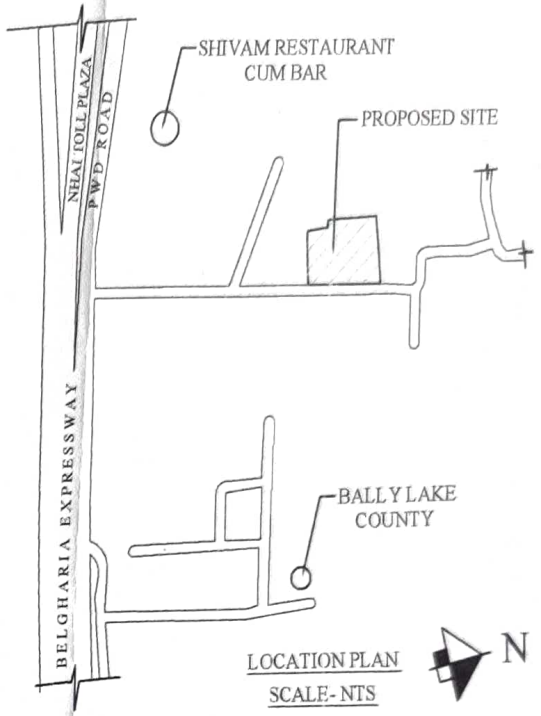 SHIVAM RESTAURANT
CUM BAR
PROPOSED SITE
NHAI TOLL PLAZA
PWD ROAD
BELGHARIA EXPRESSWAY
BALLY LAKE
COUNTY
LOCATION PLAN
SCALE- NTS
N